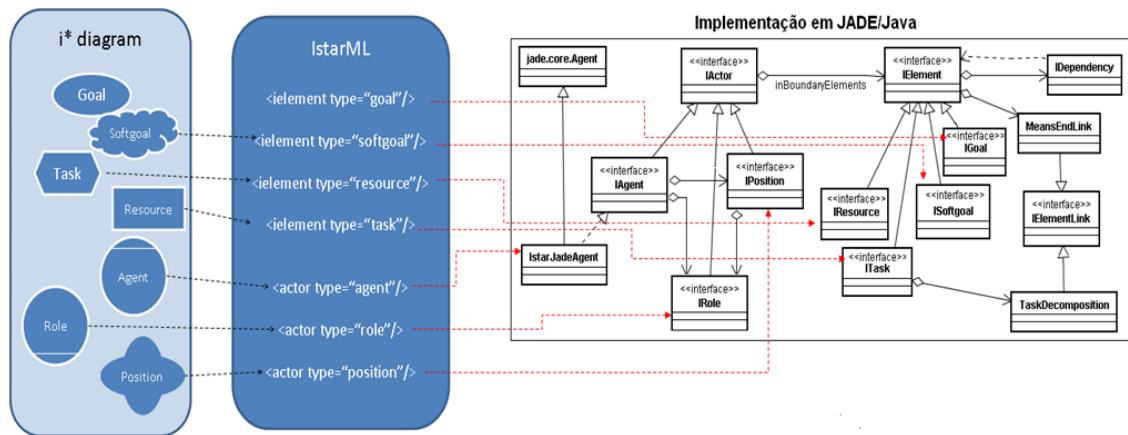 i* diagram
Goal
Softgoal
Task
Resource
Agent
Role
Position
IstarML
<ielement type=“goal”/>
<ielement type=“softgoal”/>
<ielement type=“resource”/>
<ielement type=“task”/>
<actor type=“agent”/>
<actor type=“role”/>
<actor type=“position”/>
Implementação em JADE/Java
jade.core.Agent
<<interface>>
IActor
inBoundaryElements
<<interface>>
IElement
IDependency
MeansEndLink
<<interface>>
IGoal
<<interface>>
IAgent
<<interface>>
IPosition
<<interface>>
IResource
<<interface>>
ISoftgoal
<<interface>>
IElementLink
IstarJadeAgent
<<interface>>
ITask
<<interface>>
IRole
TaskDecomposition